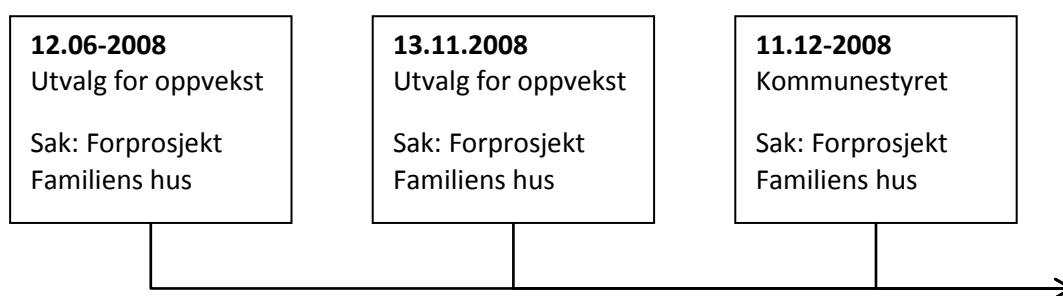 12.06-2008
Utvalg for oppvekst
Sak: Forprosjekt
Familiens hus
13.11.2008
Utvalg for oppvekst
Sak: Forprosjekt
Familiens hus
11.12-2008
Kommunestyret
Sak: Forprosjekt
Familiens hus